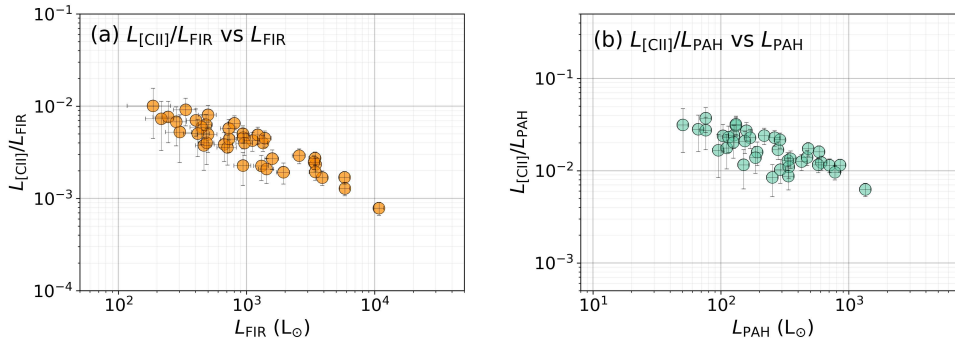 (a) L[CII]/LFIR vs LFIR
L[CII]/LFIR
10⁻¹
10⁻²
10⁻³
10⁻⁴
10² 10³ 10⁴
LFIR (L⊙)
(b) L[CII]/LPAH vs LPAH
L[CII]/LPAH
10⁻¹
10⁻²
10⁻³
10¹ 10² 10³
LPAH (L⊙)